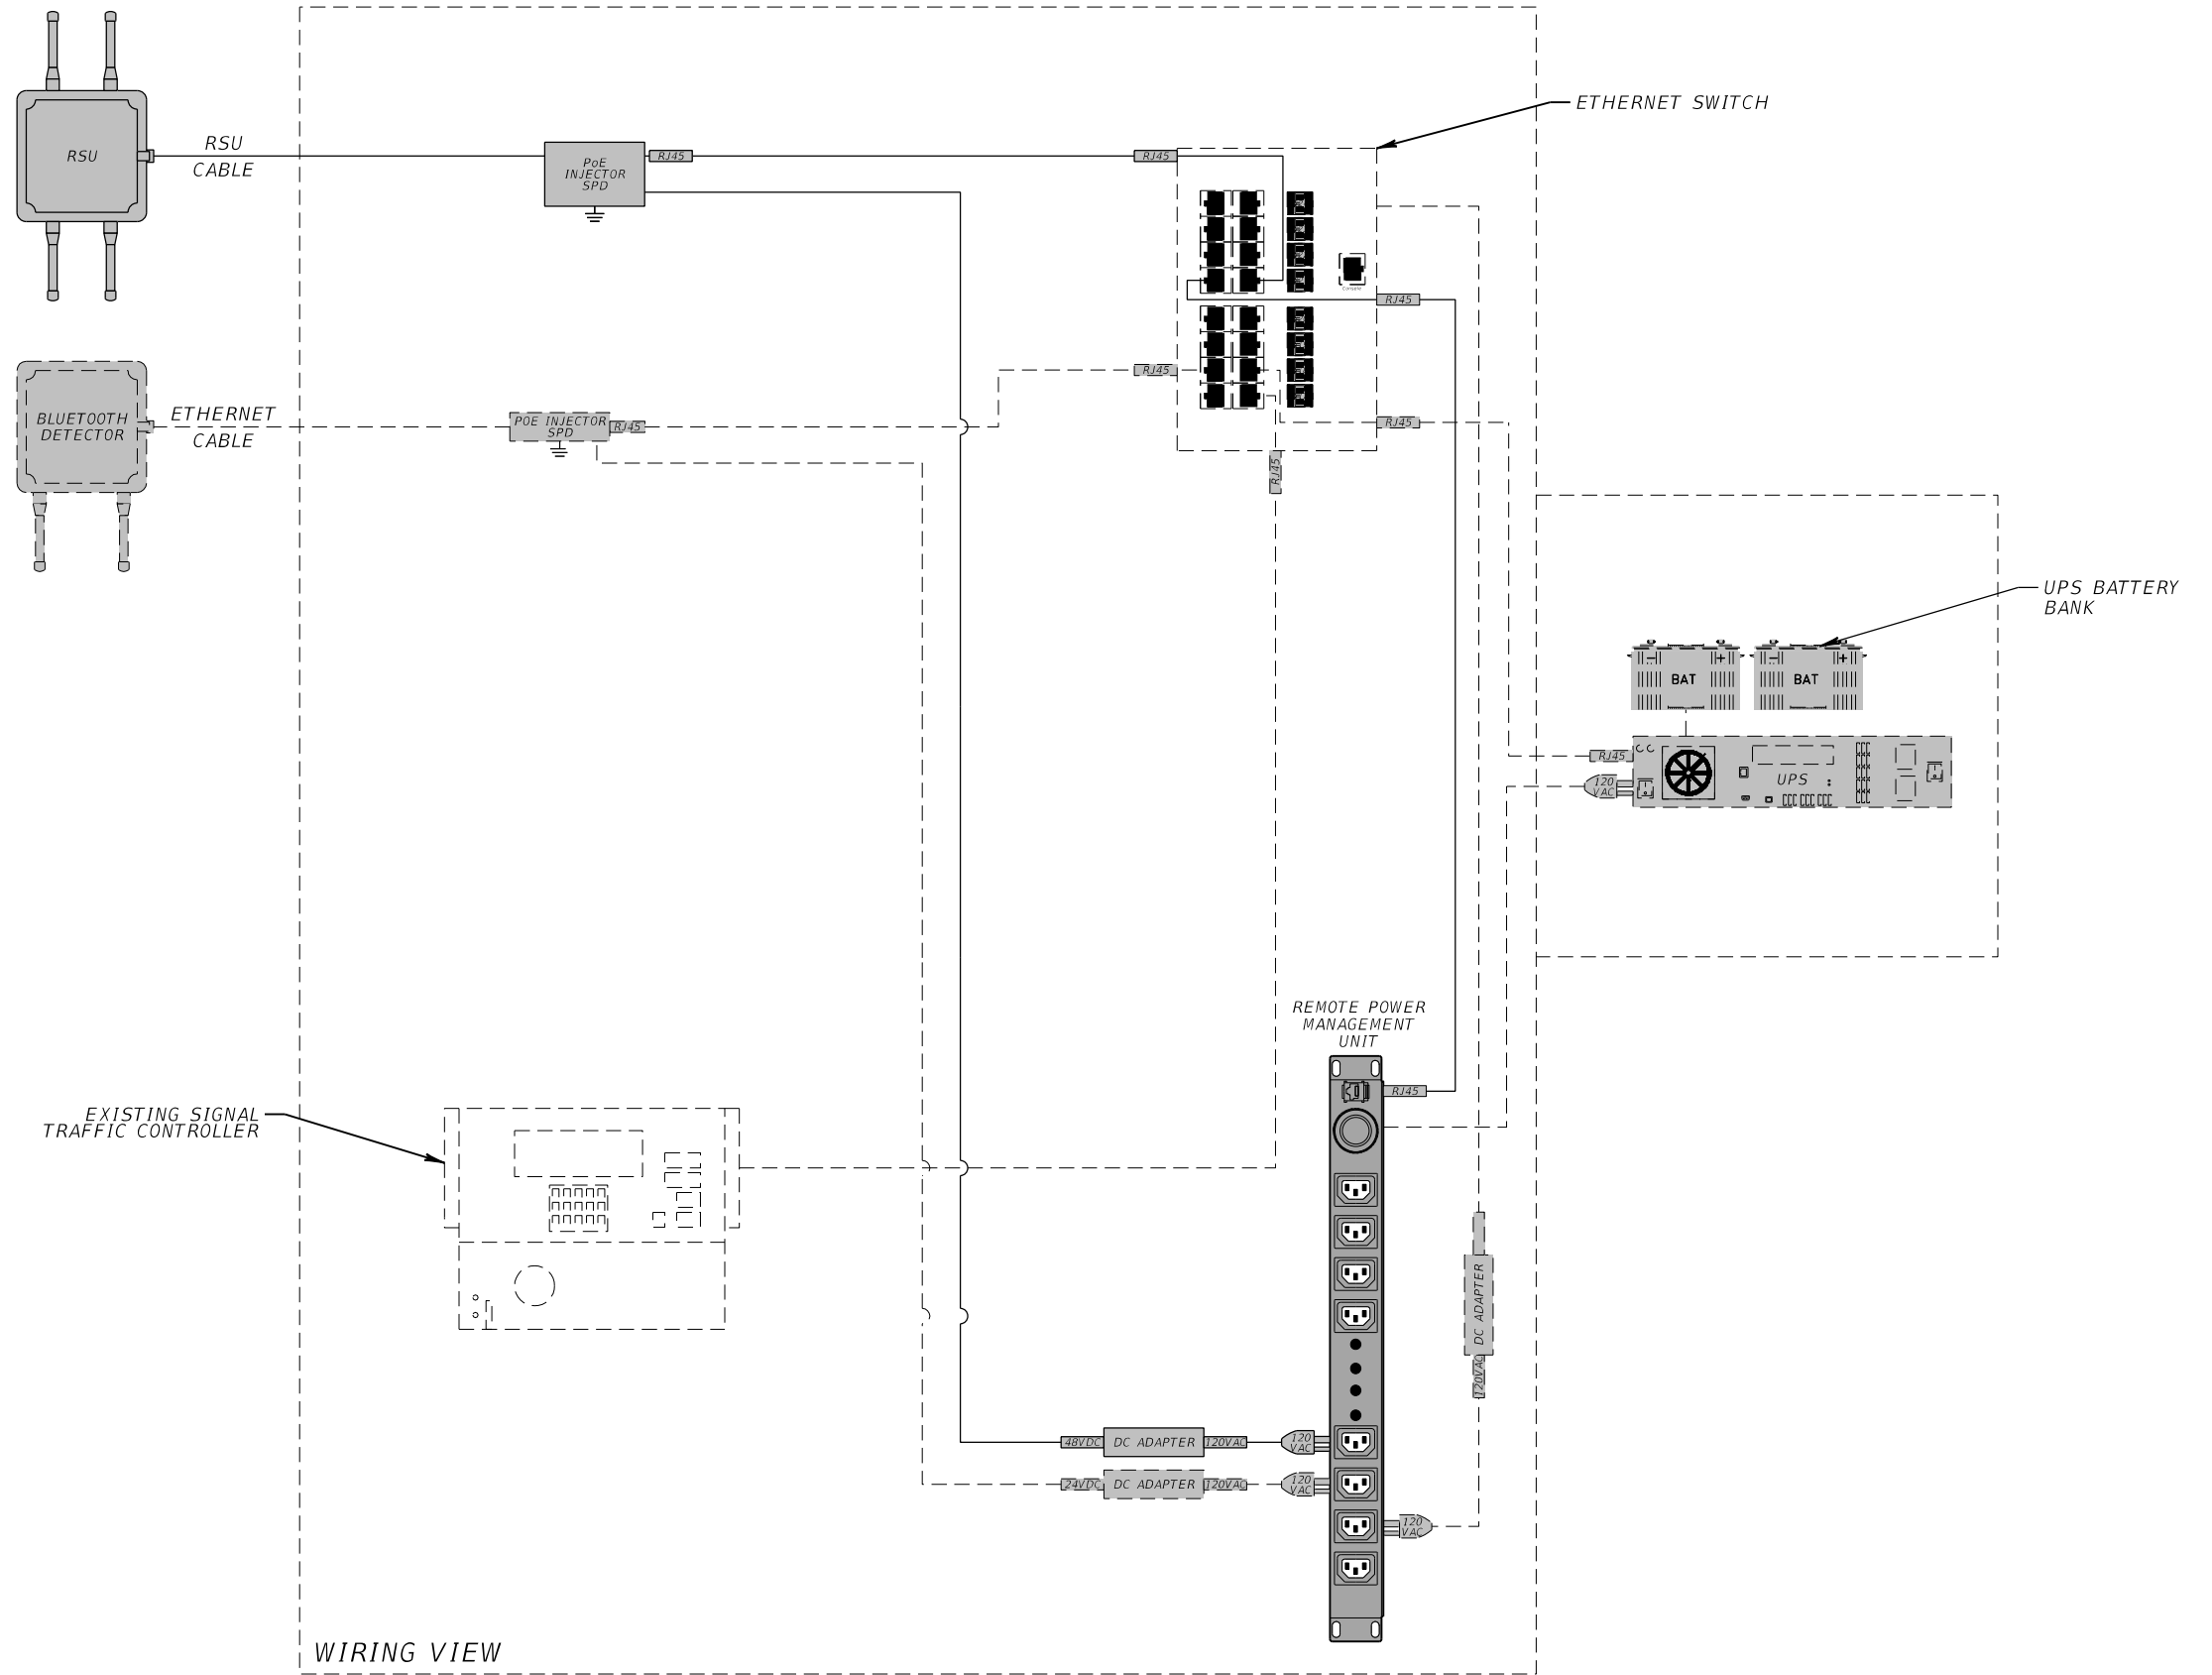 ETHERNET SWITCH
RSU
CABLE
RSU
PoE
INJECTOR
SPD
RJ45
RJ45
RJ45
RJ45
ETHERNET
CABLE
BLUETOOTH
DETECTOR
POE INJECTOR
SPD
RJ45
RJ45
RJ45
UPS BATTERY
BANK
- +
BAT
- +
BAT
RJ45
UPS
120
VAC
REMOTE POWER
MANAGEMENT
UNIT
RJ45
EXISTING SIGNAL
TRAFFIC CONTROLLER
DC ADAPTER
120VAC
48VDC
DC ADAPTER
120VAC
120
VAC
24VDC
DC ADAPTER
120VAC
120
VAC
120
VAC
WIRING VIEW